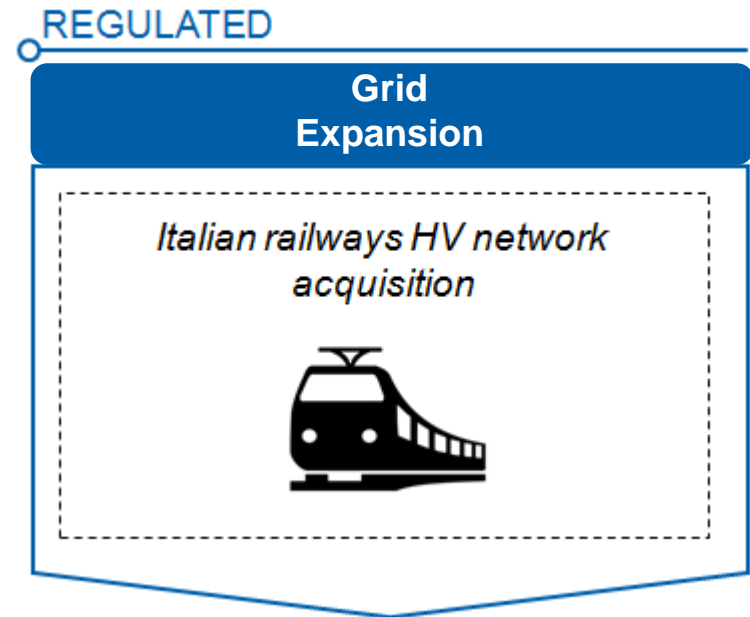 REGULATED
Grid
Expansion
Italian railways HV network
acquisition